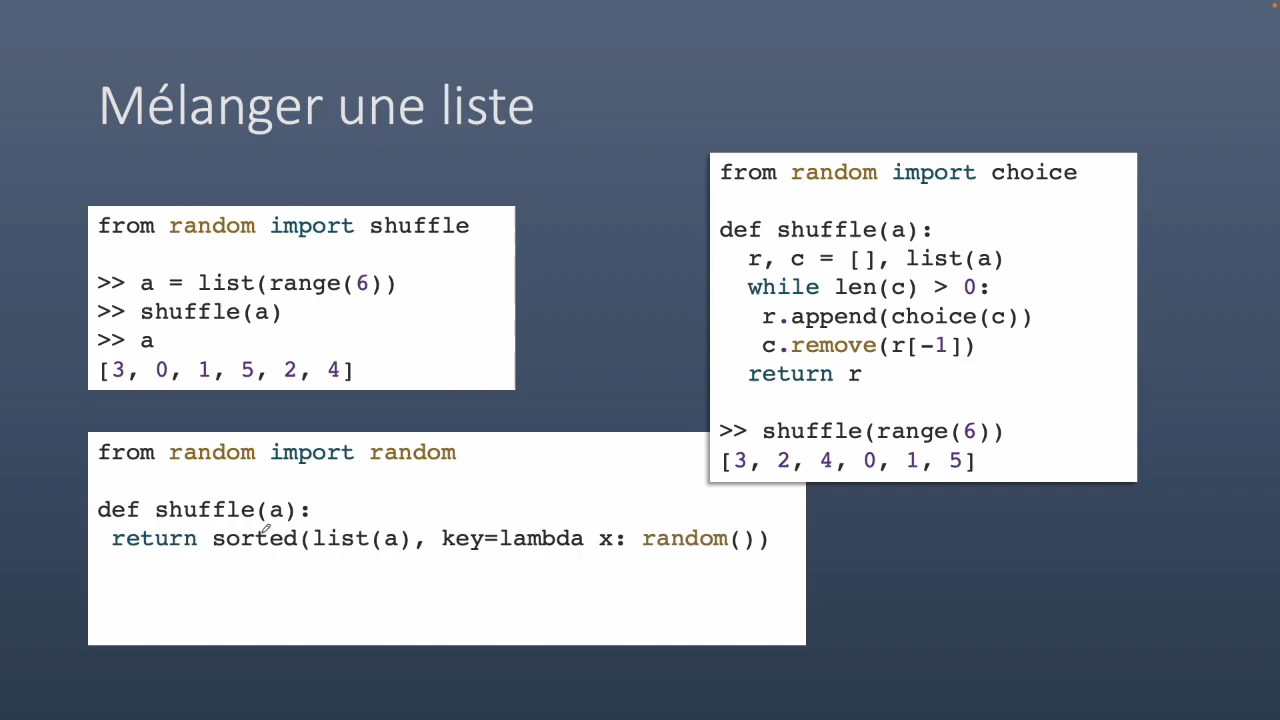 Mélanger une liste
from random import shuffle
>> a = list(range(6))
>> shuffle(a)
>> a
[3, 0, 1, 5, 2, 4]
from random import choice
def shuffle(a):
  r, c = [], list(a)
  while len(c) > 0:
   r.append(choice(c))
   c.remove(r[-1])
  return r
>> shuffle(range(6))
[3, 2, 4, 0, 1, 5]
from random import random
def shuffle(a):
 return sorted(list(a), key=lambda x: random())